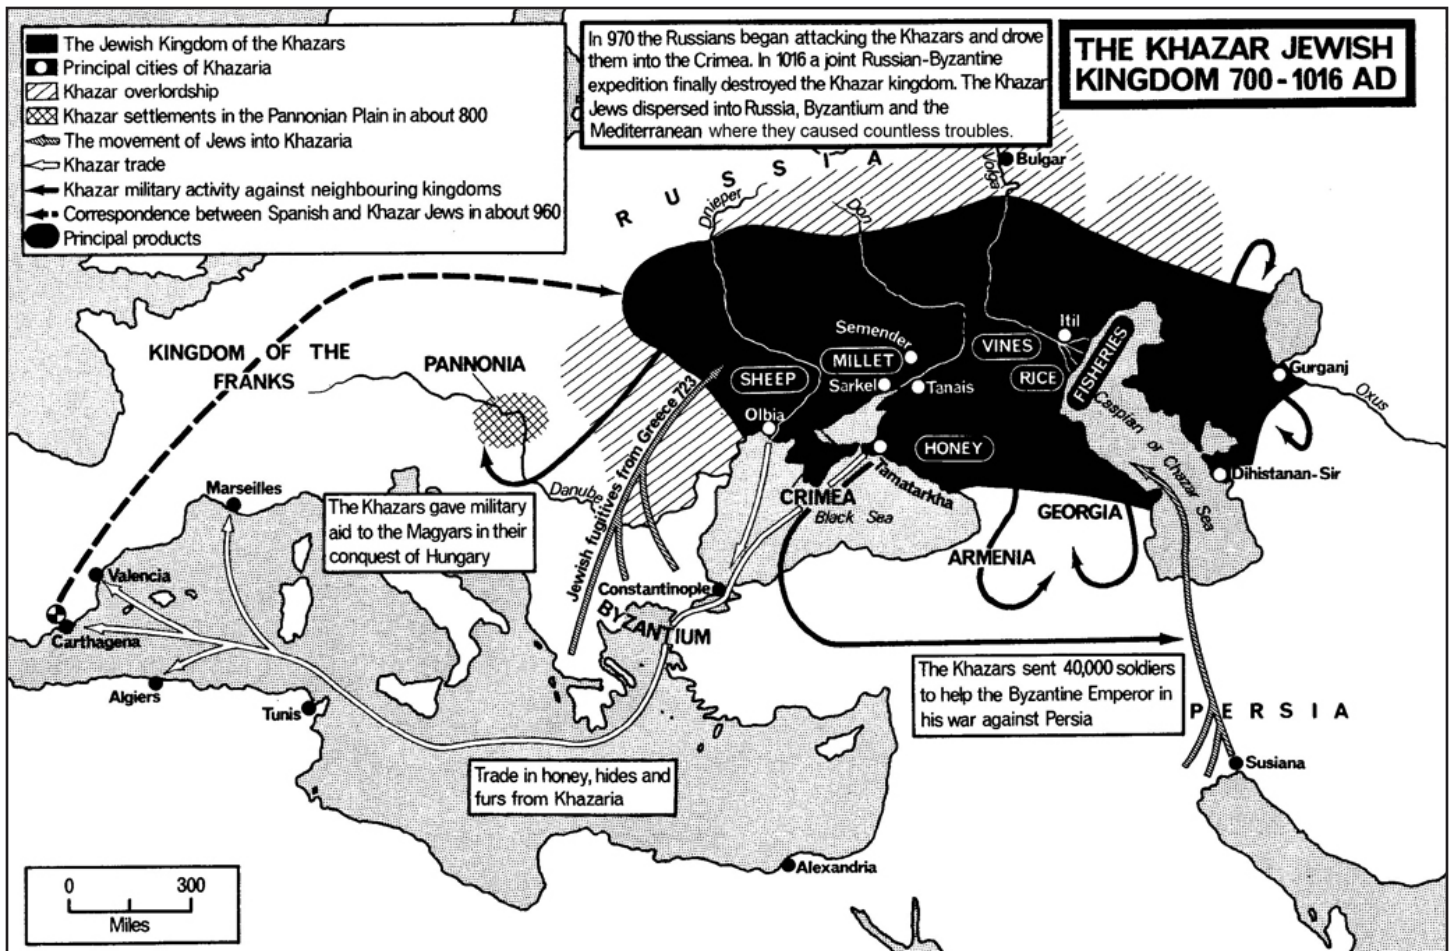 The Jewish Kingdom of the Khazars
Principal cities of Khazaria
Khazar overlordship
Khazar settlements in the Pannonian Plain in about 800
The movement of Jews into Khazaria
Khazar trade
Khazar military activity against neighbouring kingdoms
Correspondence between Spanish and Khazar Jews in about 960
Principal products
In 970 the Russians began attacking the Khazars and drove
them into the Crimea. In 1016 a joint Russian-Byzantine
expedition finally destroyed the Khazar kingdom. The Khazar
Jews dispersed into Russia, Byzantium and the
Mediterranean where they caused countless troubles.
THE KHAZAR JEWISH
KINGDOM 700-1016 AD
RUSSIA
Bulgar
Volga
Dnieper
Don
Semender
Itil
VINES
MILLET
FISHERIES
KINGDOM OF THE
FRANKS
PANNONIA
SHEEP
Sarkel
Tanais
RICE
Gurganj
Oxus
Olbia
Caspian or Chazar Sea
HONEY
Jewish fugitives from Greece 723
Tamatarkha
Dihistanan-Sir
Danube
Marseilles
CRIMEA
Black Sea
GEORGIA
The Khazars gave military
aid to the Magyars in their
conquest of Hungary
ARMENIA
Valencia
Constantinople
BYZANTIUM
Carthagena
Algiers
Tunis
The Khazars sent 40,000 soldiers
to help the Byzantine Emperor in
his war against Persia
PERSIA
Susiana
Trade in honey, hides and
furs from Khazaria
Alexandria
0 300
Miles